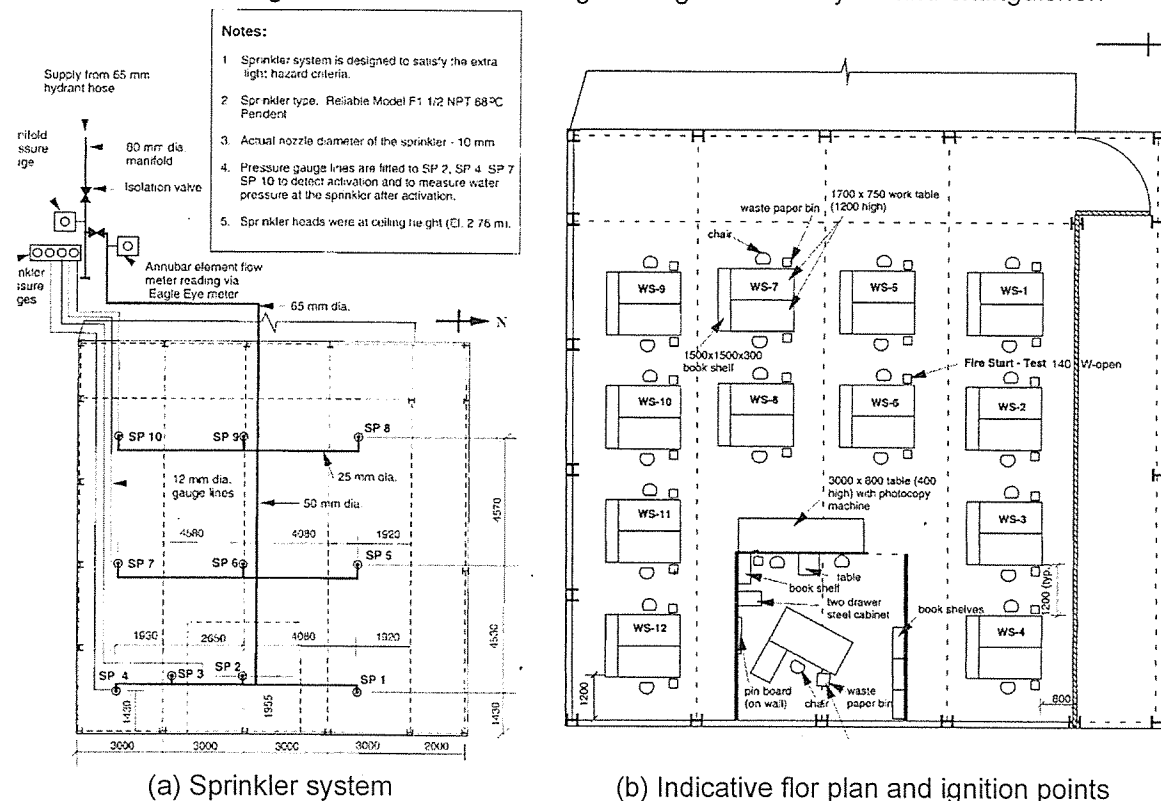 Notes:
1 Sprinkler system is designed to satisfy the extra
light hazard criteria.
2 Sprinkler type. Reliable Model F1 1/2 NPT 68ºC
Pendent
3 Actual nozzle diameter of the sprinkler - 10 mm
4. Pressure gauge lines are fitted to SP 2, SP 4 SP 7
SP 10 to detect activation and to measure water
pressure at the sprinkler after activation.
5. Sprinkler heads were at ceiling height (El. 2 76 m).
Supply from 65 mm
hydrant hose
80 mm dia.
manifold
Isolation valve
Annubar element flow
meter reading via
Eagle Eye meter
65 mm dia.
N
SP 10
SP 9
SP 8
12 mm dia.
gauge lines
25 mm dia.
50 mm dia
4580
4080
1920
4570
SP 7
SP 6
SP 5
1930
2650
4080
1920
4530
SP 4
SP 3
SP 2
SP 1
1430
1955
1430
3000
3000
3000
3000
2000
(a) Sprinkler system
waste paper bin
1700 x 750 work table
(1200 high)
chair
WS-9
WS-7
WS-5
WS-1
1500x1500x300
book shelf
Fire Start - Test 140 W-open
WS-10
WS-8
WS-6
WS-2
3000 x 800 table (400
high) with photocopy
machine
WS-11
WS-3
table
book shelf
two drawer
steel cabinet
book shelves
1200 (typ.)
WS-12
WS-4
1200
pin board
(on wall)
chair
waste
paper bin
800
(b) Indicative flor plan and ignition points